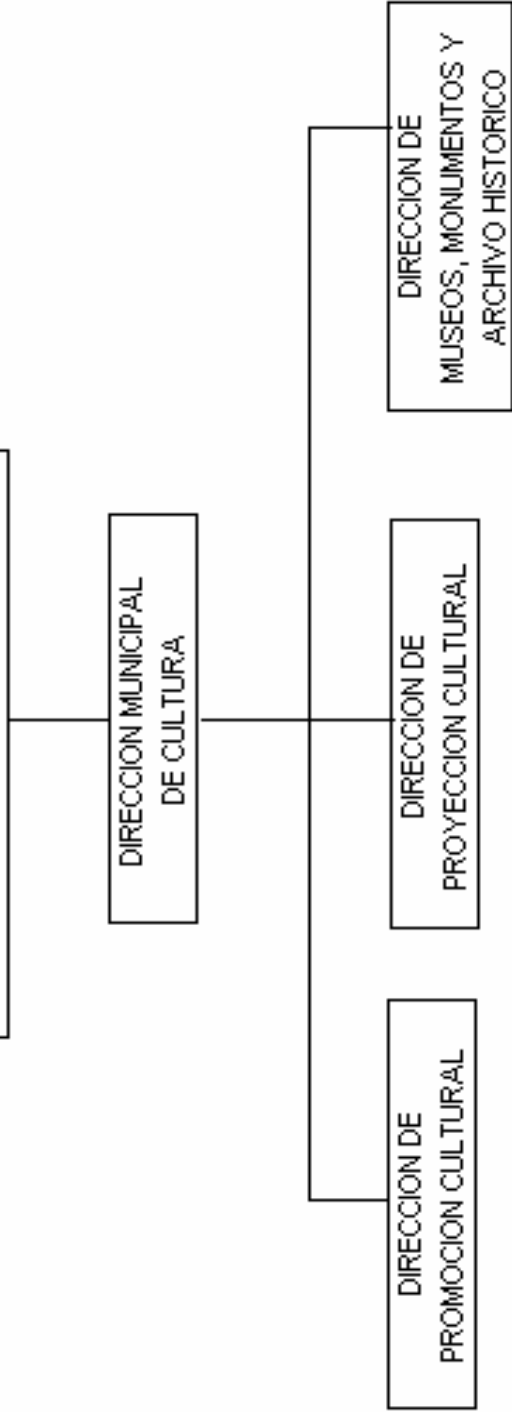 DIRECCION MUNICIPAL
DE CULTURA
DIRECCION DE
PROMOCION CULTURAL
DIRECCION DE
PROYECCION CULTURAL
DIRECCION DE
MUSEOS, MONUMENTOS Y
ARCHIVO HISTORICO